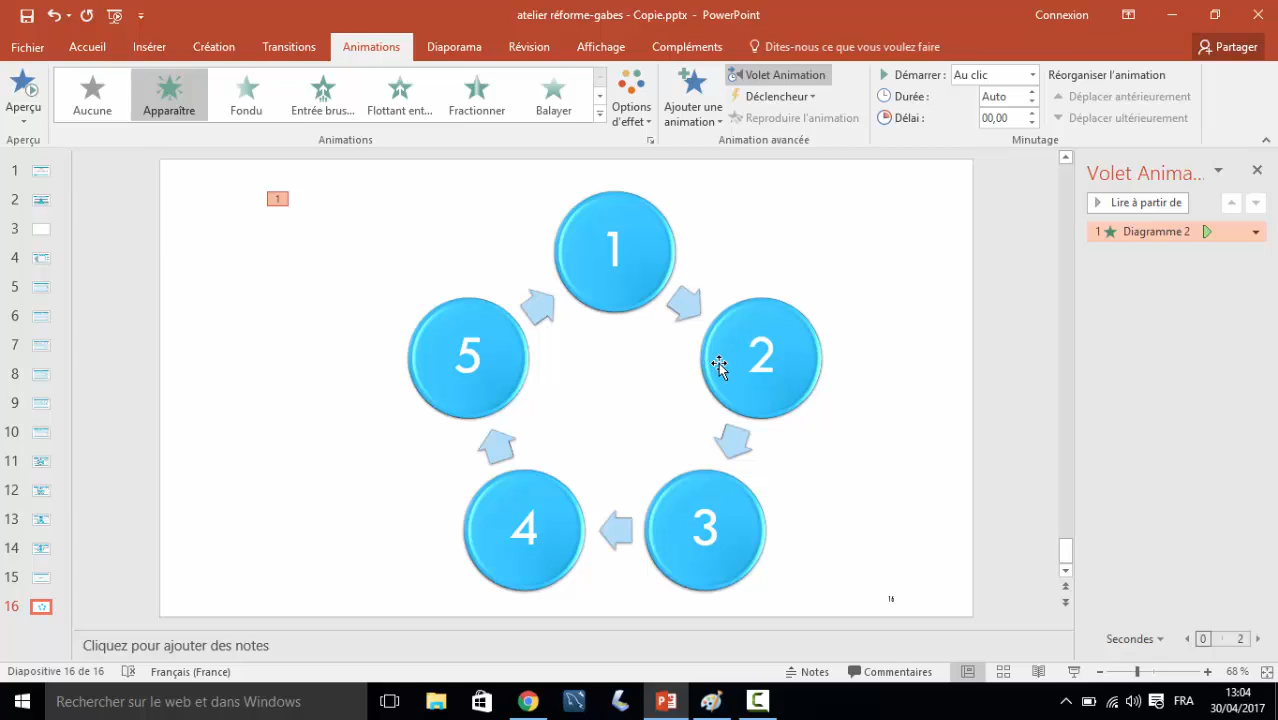 atelier réforme-gabes - Copie.pptx - PowerPoint
Connexion
Fichier Accueil Insérer Création Transitions Animations Diaporama Révision Affichage Compléments Dites-nous ce que vous voulez faire Partager
Aperçu
Aucune Apparaître Fondu Entrée brus... Flottant ent... Fractionner Balayer
Options d'effet
Ajouter une animation
Volet Animation
Déclencheur
Reproduire l'animation
Démarrer : Au clic
Durée : Auto
Délai : 00,00
Réorganiser l'animation
Déplacer antérieurement
Déplacer ultérieurement
Aperçu Animations Animation avancée Minutage
1
2
3
4
5
6
7
8
9
10
11
12
13
14
15
16
1
1
2
3
4
5
16
Volet Anima...
Lire à partir de
1 Diagramme 2
Secondes 0 2
Cliquez pour ajouter des notes
Diapositive 16 de 16 Français (France) Notes Commentaires 68 %
Rechercher sur le web et dans Windows
FRA
13:04
30/04/2017